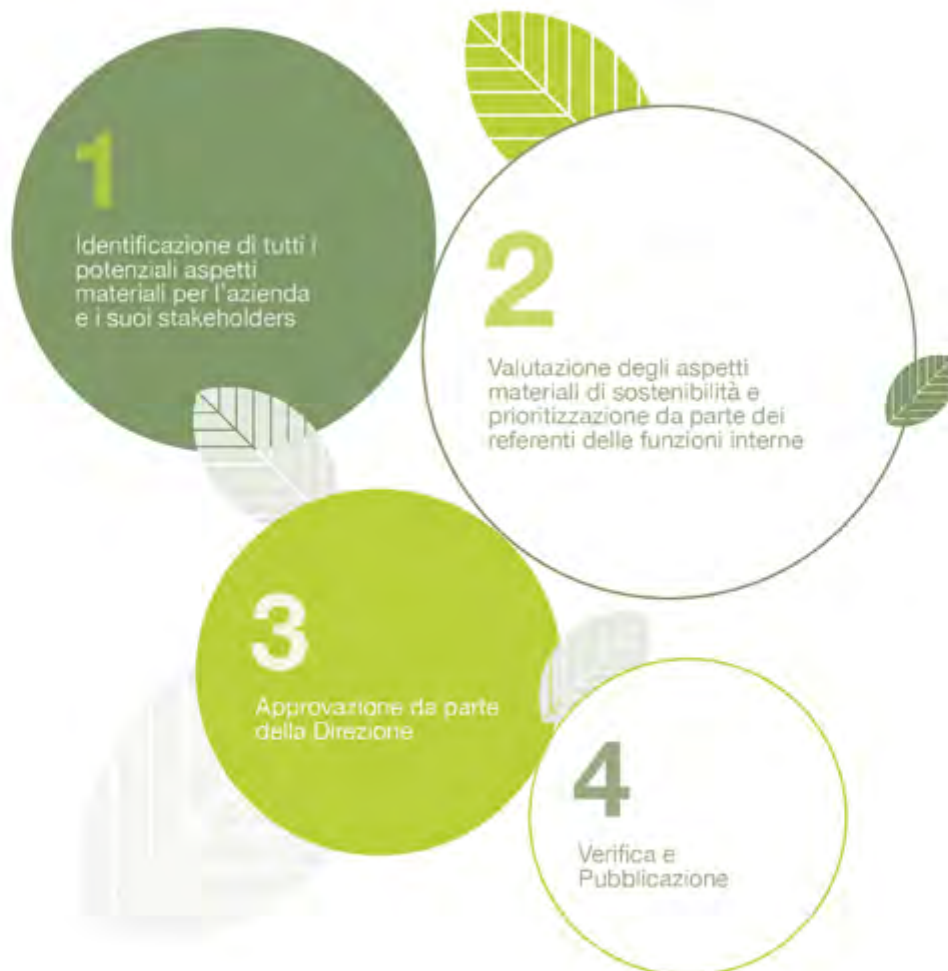 1
Identificazione di tutti i
potenziali aspetti
materiali per l'azienda
e i suoi stakeholders
2
Valutazione degli aspetti
materiali di sostenibilità e
prioritizzazione da parte dei
referenti delle funzioni interne
3
Approvazione da parte
della Direzione
4
Verifica e
Pubblicazione